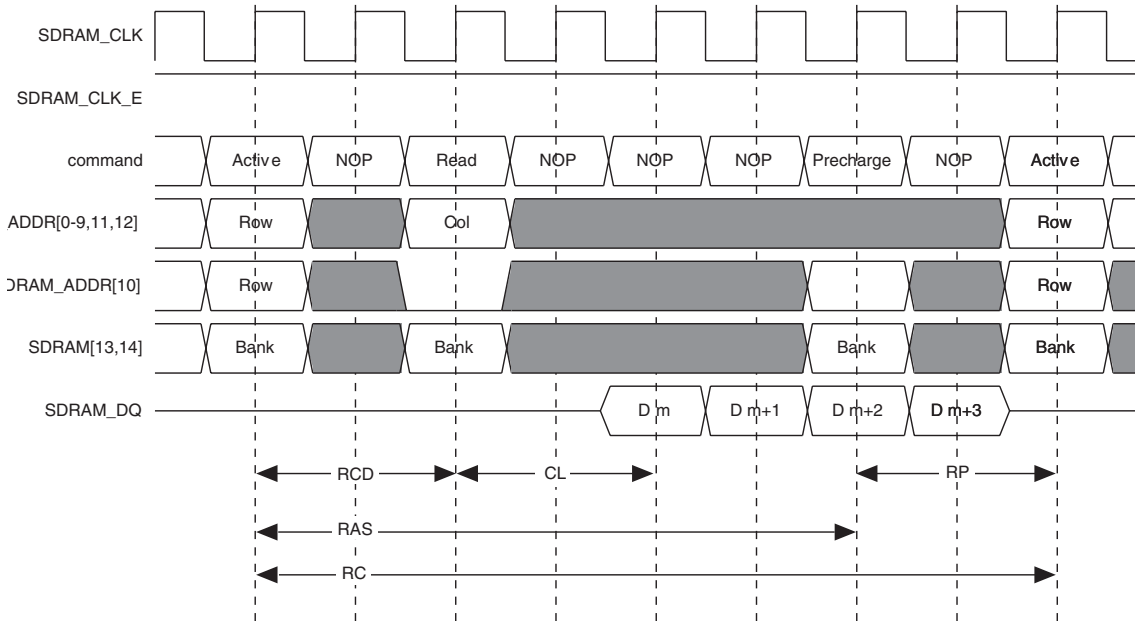 SDRAM_CLK
SDRAM_CLK_E
command Active NOP Read NOP NOP NOP Precharge NOP Active
ADDR[0-9,11,12] Row Col Row
DRAM_ADDR[10] Row Row
SDRAM[13,14] Bank Bank Bank Bank
SDRAM_DQ D m D m+1 D m+2 D m+3
RCD CL RP
RAS
RC